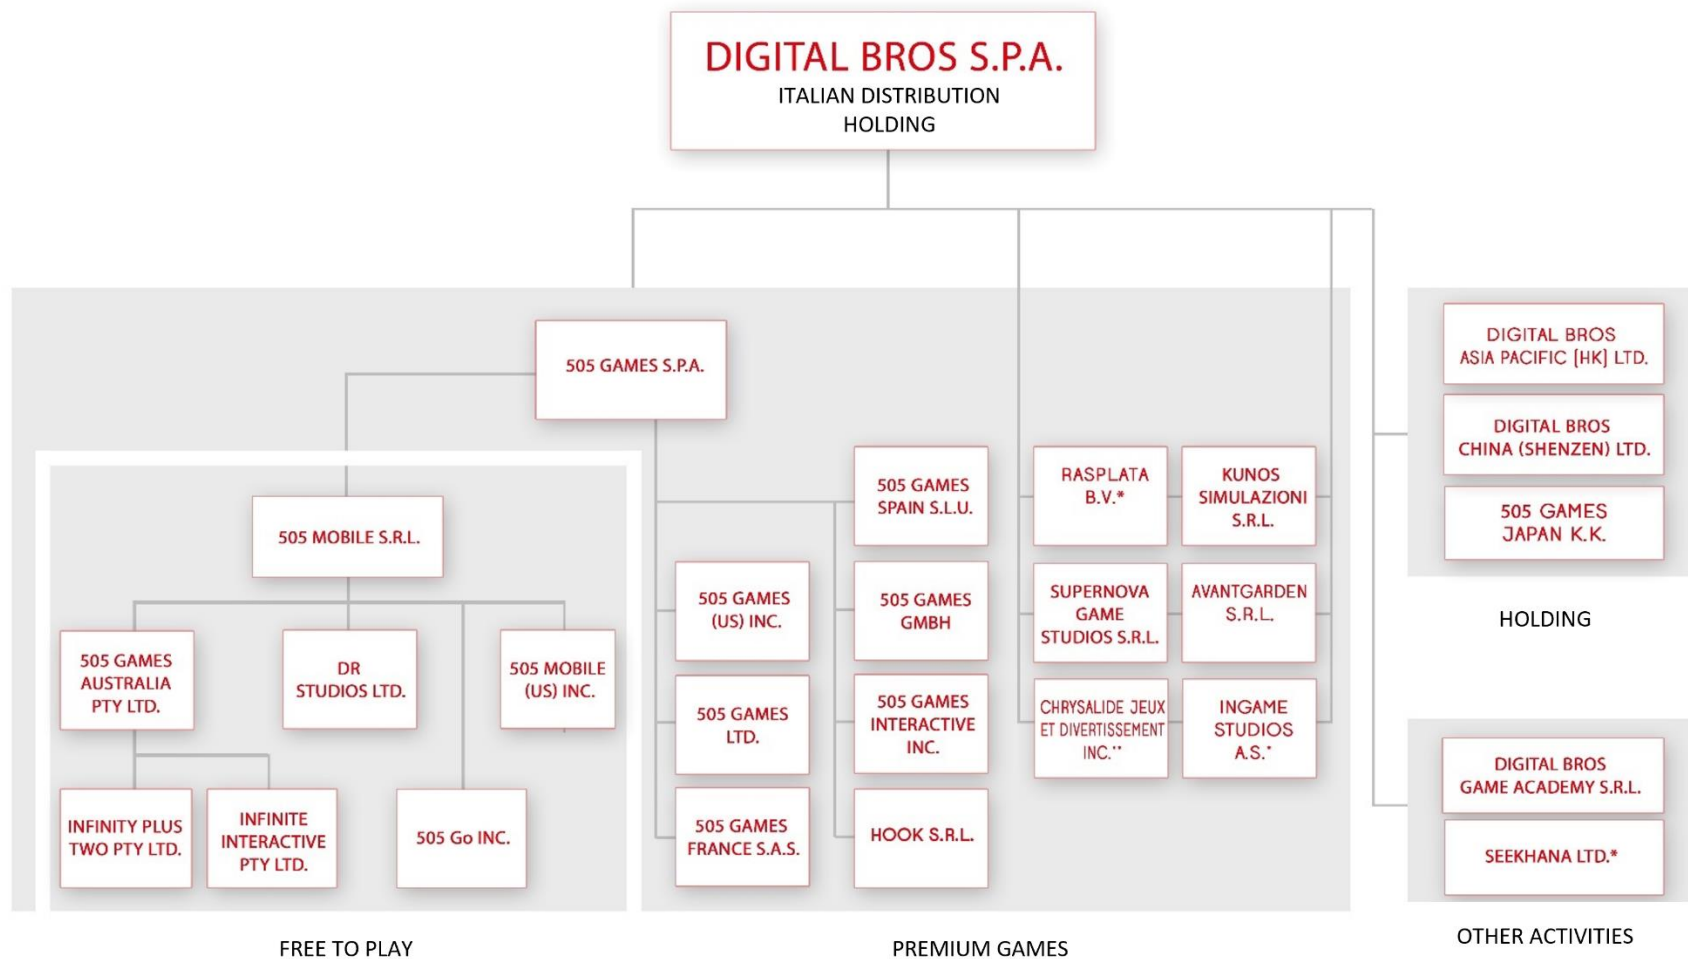 DIGITAL BROS S.P.A.
ITALIAN DISTRIBUTION
HOLDING
505 GAMES S.P.A.
505 MOBILE S.R.L.
505 GAMES
AUSTRALIA
PTY LTD.
DR
STUDIOS LTD.
505 MOBILE
(US) INC.
INFINITY PLUS
TWO PTY LTD.
INFINITE
INTERACTIVE
PTY LTD.
505 Go INC.
FREE TO PLAY
505 GAMES
SPAIN S.L.U.
505 GAMES
(US) INC.
505 GAMES
GMBH
505 GAMES
LTD.
505 GAMES
INTERACTIVE
INC.
505 GAMES
FRANCE S.A.S.
HOOK S.R.L.
RASPLATA
B.V.*
KUNOS
SIMULAZIONI
S.R.L.
SUPERNOVA
GAME
STUDIOS S.R.L.
AVANTGARDEN
S.R.L.
CHRYSALIDE JEUX
ET DIVERTISSEMENT
INC.**
INGAME
STUDIOS
A.S.*
PREMIUM GAMES
DIGITAL BROS
ASIA PACIFIC [HK] LTD.
DIGITAL BROS
CHINA (SHENZEN) LTD.
505 GAMES
JAPAN K.K.
HOLDING
DIGITAL BROS
GAME ACADEMY S.R.L.
SEEKHANA LTD.*
OTHER ACTIVITIES